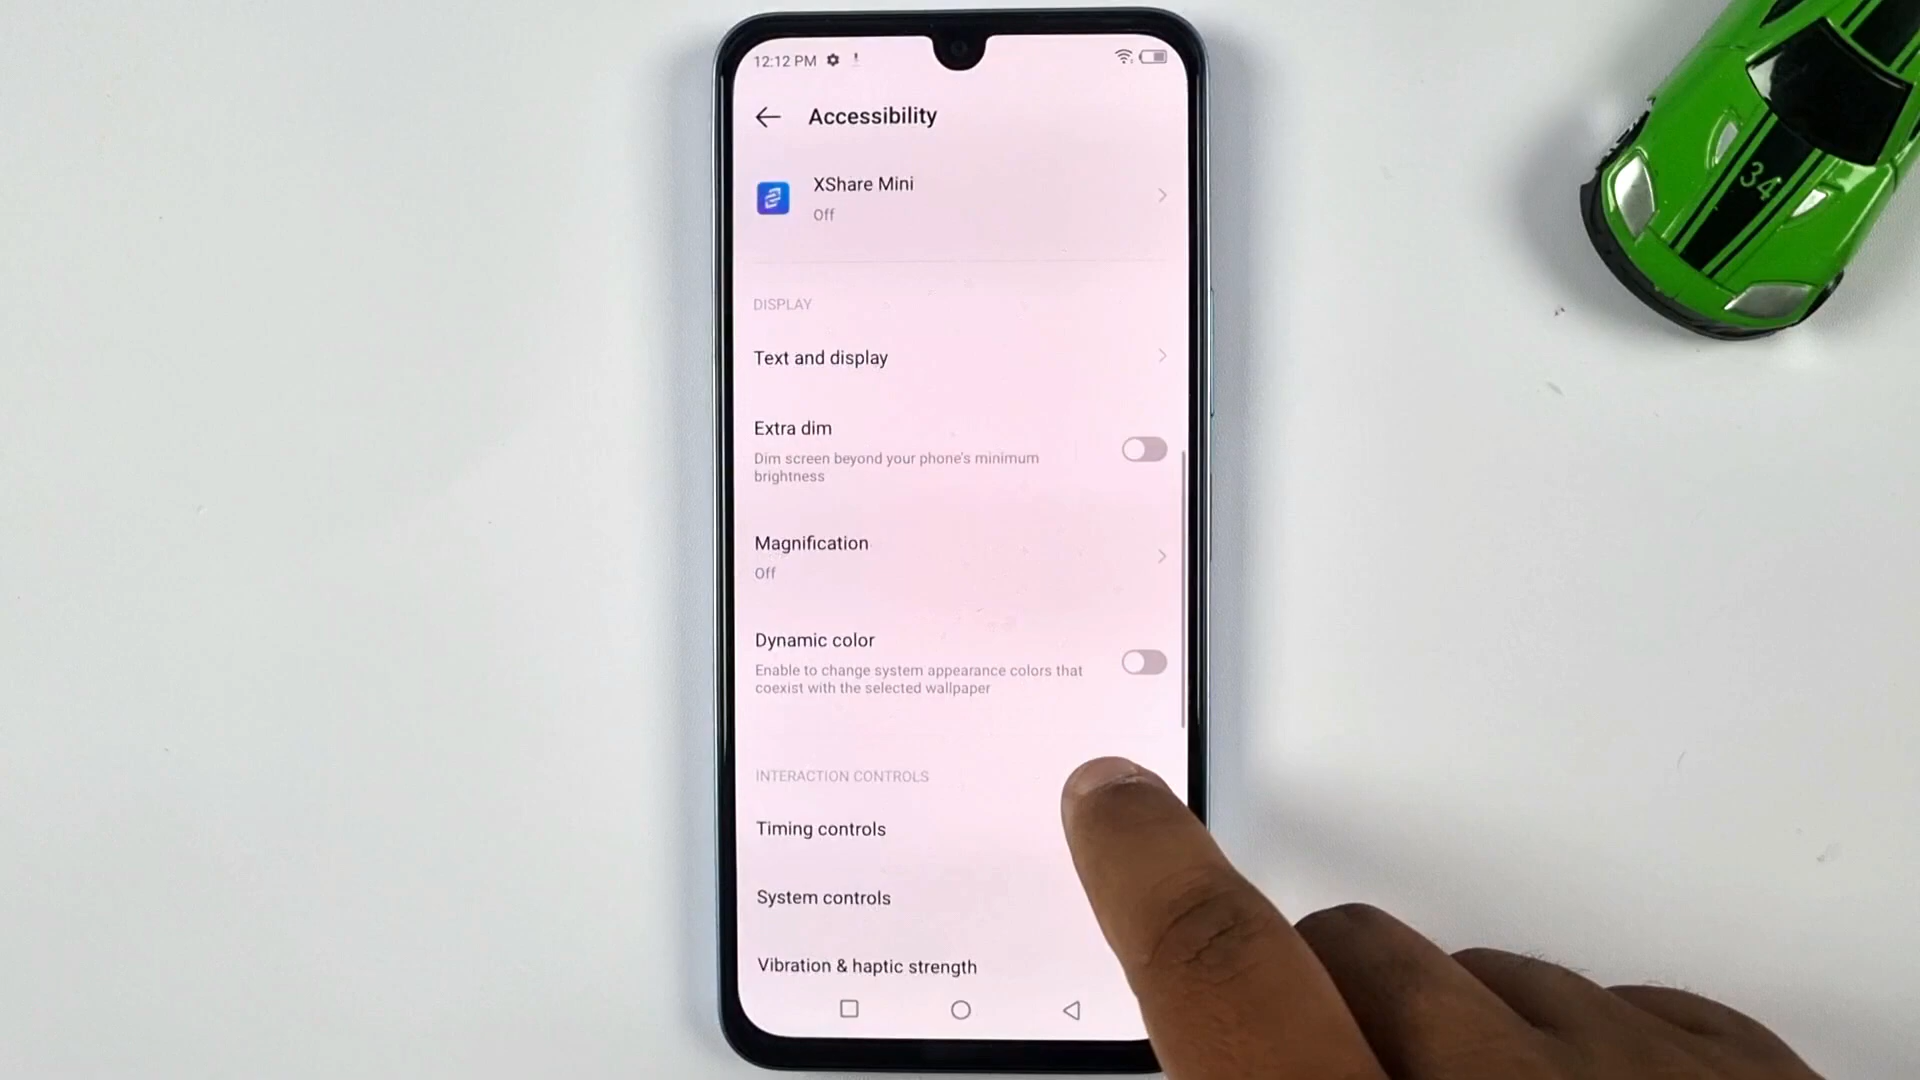 12:12 PM
Accessibility
XShare Mini
Off
DISPLAY
Text and display
Extra dim
Dim screen beyond your phone's minimum
brightness
Magnification
Off
Dynamic color
Enable to change system appearance colors that
coexist with the selected wallpaper
INTERACTION CONTROLS
Timing controls
System controls
Vibration & haptic strength
34